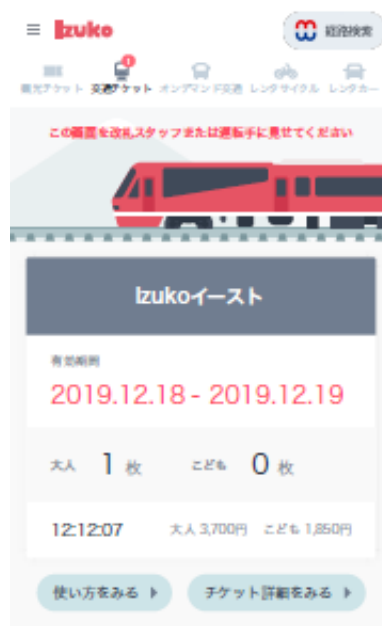 Izuko
経路検索
1
観光チケット 交通チケット オンデマンド交通 レンタサイクル レンタカー
この画面を改札スタッフまたは運転手に見せてください
Izukoイースト
有効期間
2019.12.18 - 2019.12.19
大人 1 枚 こども 0 枚
12:12:07 大人 3,700円 こども 1,850円
使い方をみる
チケット詳細をみる